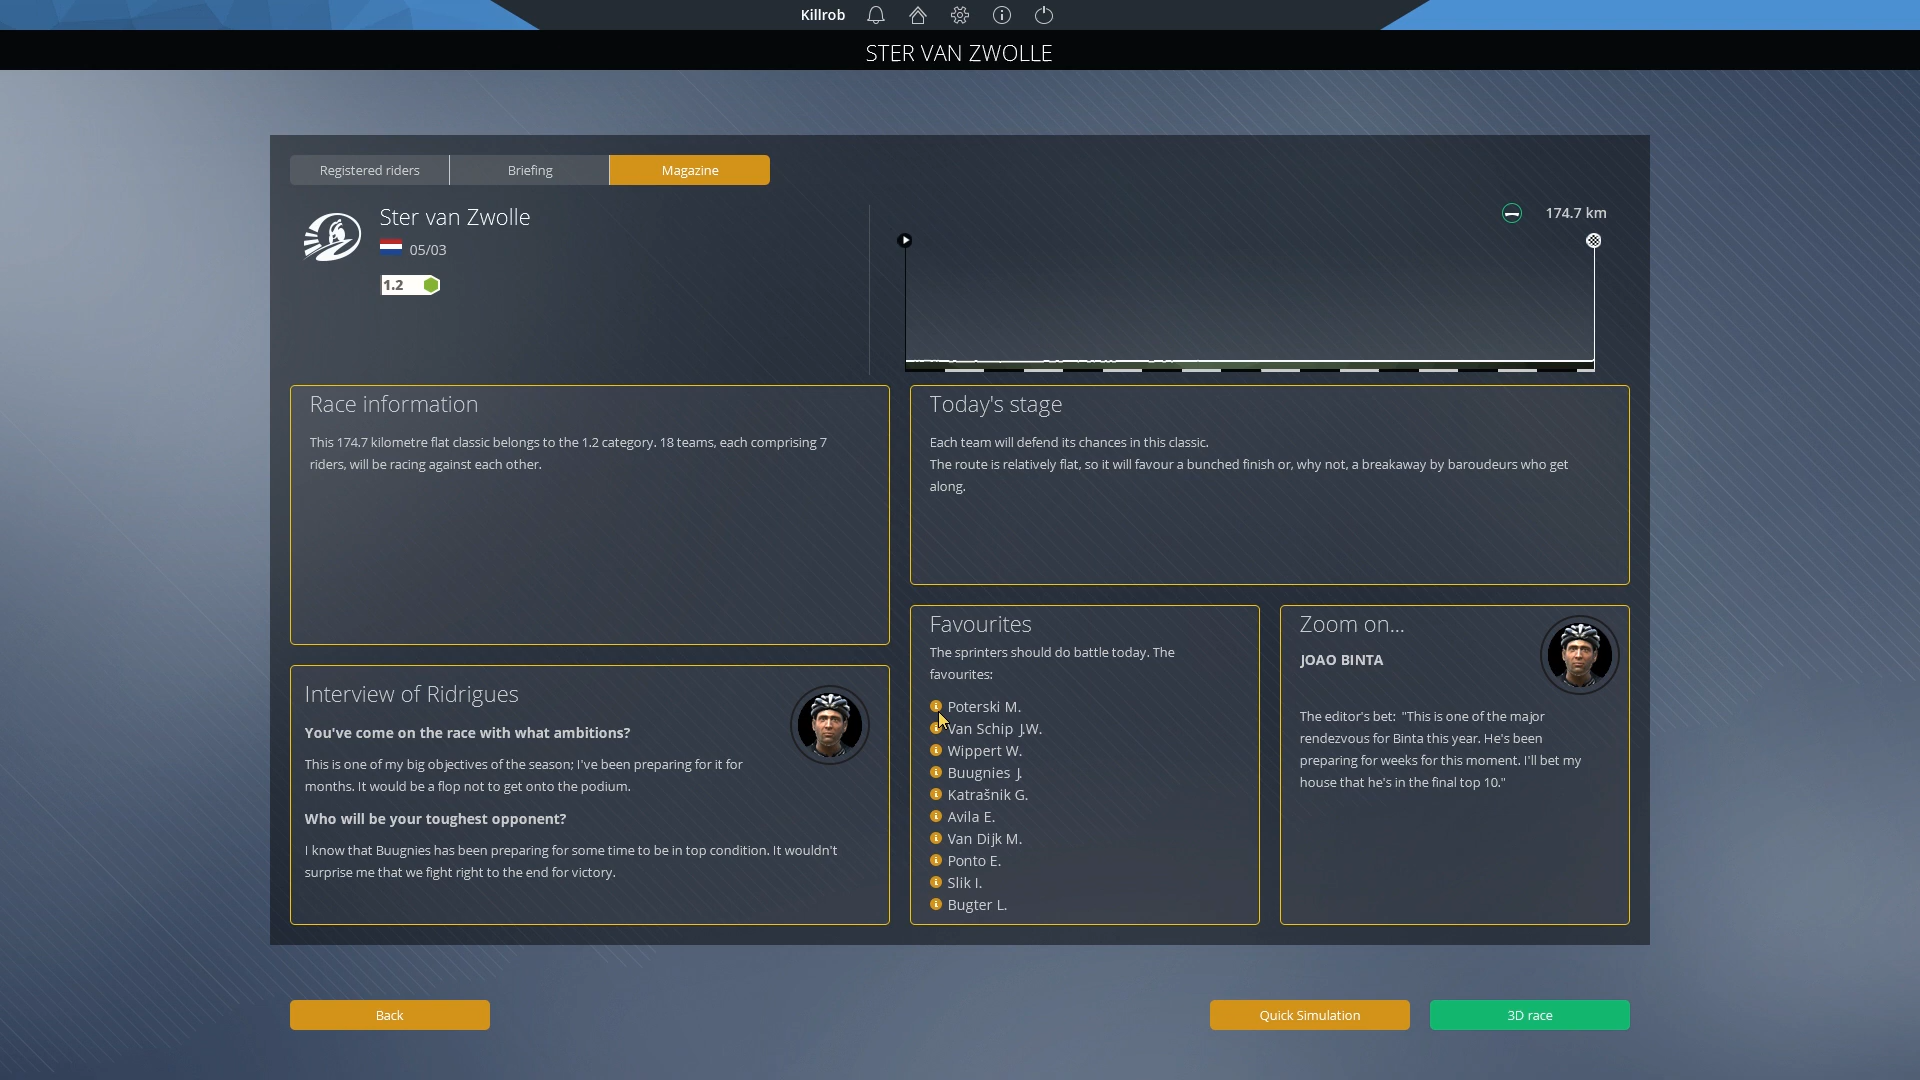 Killrob
STER VAN ZWOLLE
Registered riders
Briefing
Magazine
Ster van Zwolle
05/03
1.2
174.7 km
Race information
This 174.7 kilometre flat classic belongs to the 1.2 category. 18 teams, each comprising 7
riders, will be racing against each other.
Today's stage
Each team will defend its chances in this classic.
The route is relatively flat, so it will favour a bunched finish or, why not, a breakaway by baroudeurs who get
along.
Interview of Ridrigues
You've come on the race with what ambitions?
This is one of my big objectives of the season; I've been preparing for it for
months. It would be a flop not to get onto the podium.
Who will be your toughest opponent?
I know that Buugnies has been preparing for some time to be in top condition. It wouldn't
surprise me that we fight right to the end for victory.
Favourites
The sprinters should do battle today. The
favourites:
Poterski M.
Van Schip J.W.
Wippert W.
Buugnies J.
Katrašnik G.
Avila E.
Van Dijk M.
Ponto E.
Slik I.
Bugter L.
Zoom on...
JOAO BINTA
The editor's bet: "This is one of the major
rendezvous for Binta this year. He's been
preparing for weeks for this moment. I'll bet my
house that he's in the final top 10."
Back
Quick Simulation
3D race